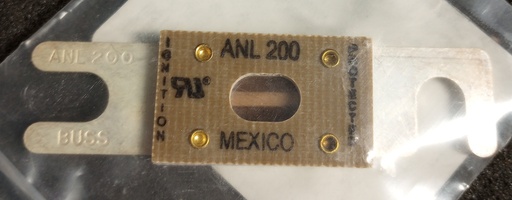 ANL 200
BUSS
IGNITION
ANL 200
MEXICO
PROTECTED